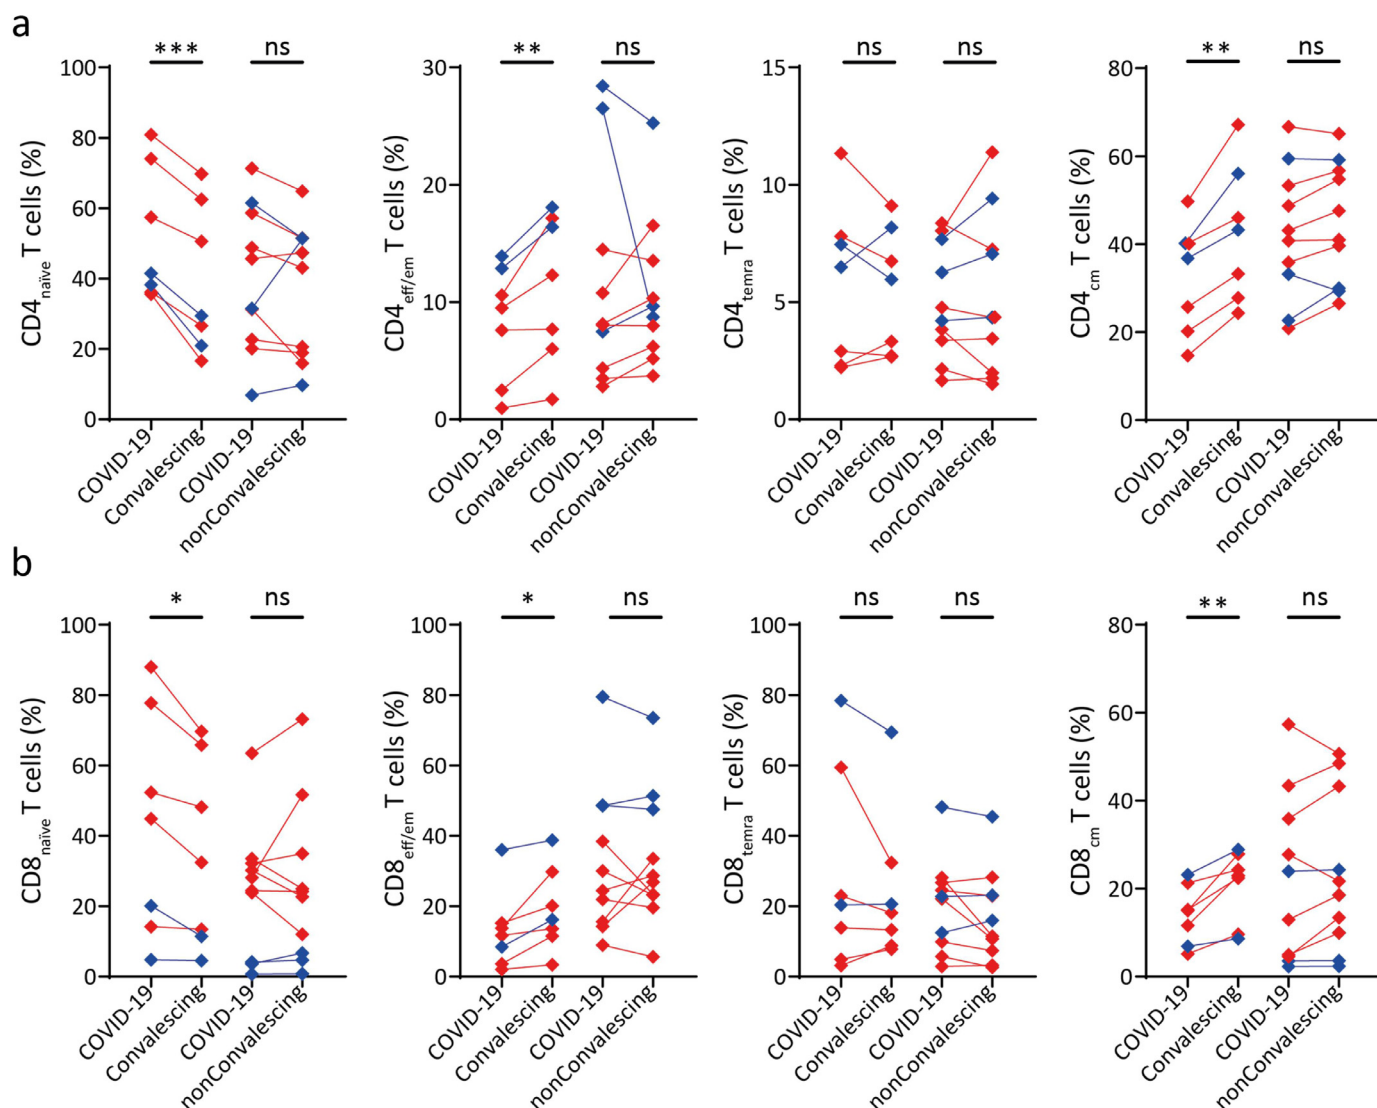 a
*** ns
100
80
60
40
20
0
CD4naïve T cells (%)
COVID-19
Convalescing
COVID-19
nonConvalescing
** ns
30
20
10
0
CD4eff/em T cells (%)
COVID-19
Convalescing
COVID-19
nonConvalescing
ns ns
15
10
5
0
CD4temra T cells (%)
COVID-19
Convalescing
COVID-19
nonConvalescing
** ns
80
60
40
20
0
CD4cm T cells (%)
COVID-19
Convalescing
COVID-19
nonConvalescing
b
* ns
100
80
60
40
20
0
CD8naïve T cells (%)
COVID-19
Convalescing
COVID-19
nonConvalescing
* ns
100
80
60
40
20
0
CD8eff/em T cells (%)
COVID-19
Convalescing
COVID-19
nonConvalescing
ns ns
100
80
60
40
20
0
CD8temra T cells (%)
COVID-19
Convalescing
COVID-19
nonConvalescing
** ns
80
60
40
20
0
CD8cm T cells (%)
COVID-19
Convalescing
COVID-19
nonConvalescing